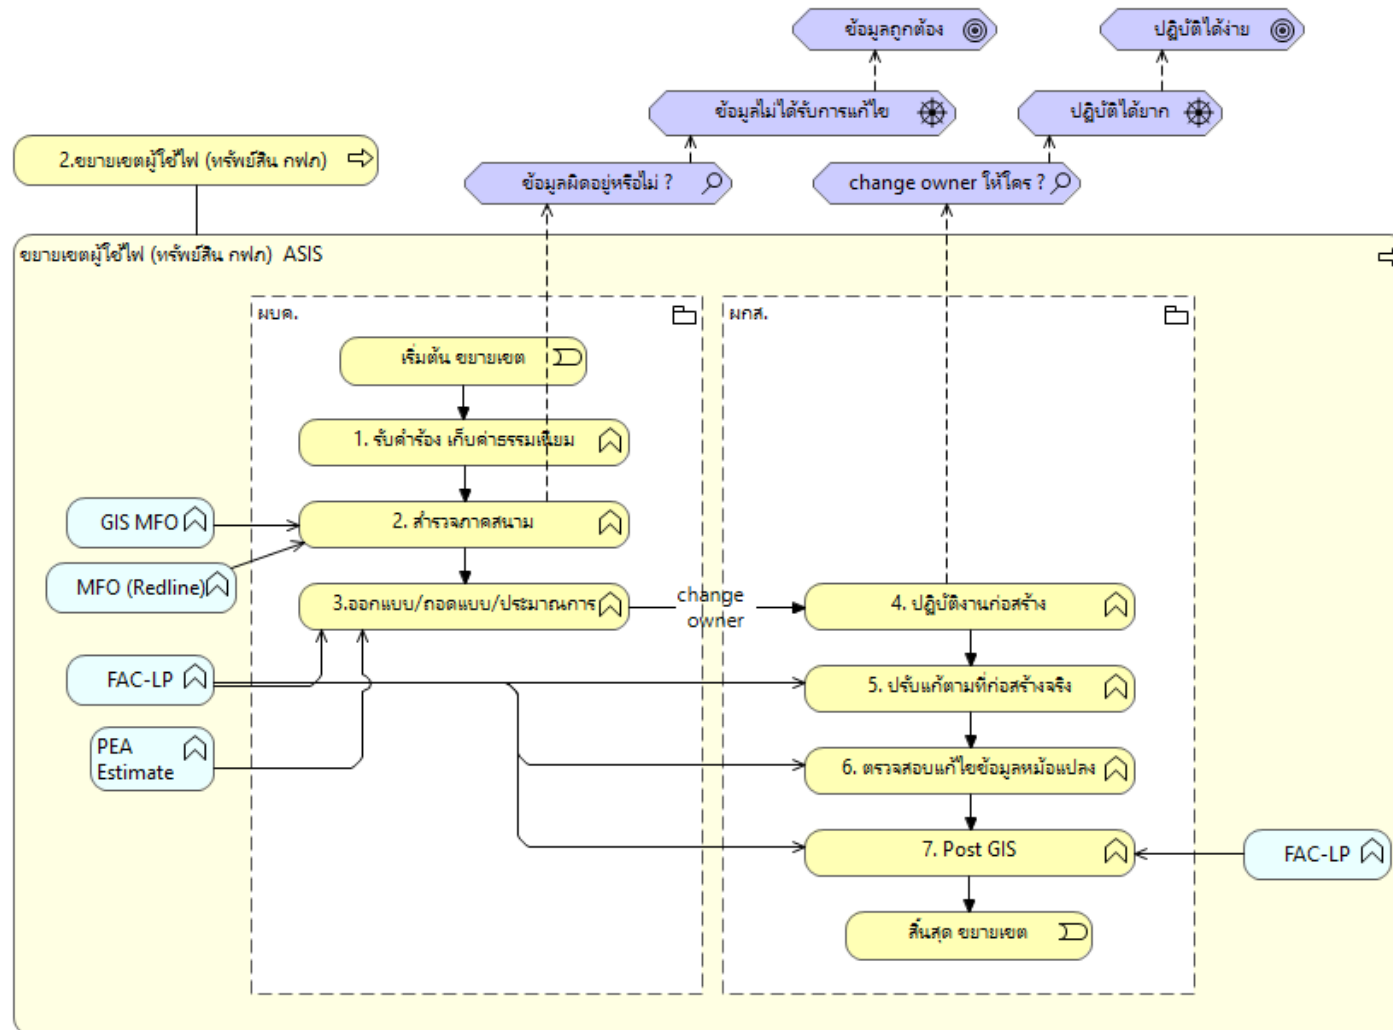 ข้อมูลถูกต้อง
ปฏิบัติได้ง่าย
ข้อมูลไม่ได้รับการแก้ไข
ปฏิบัติได้ยาก
2.ขยายเขตผู้ใช้ไฟ (ทรัพย์สิน กฟภ)
ข้อมูลผิดอยู่หรือไม่ ?
change owner ให้ใคร ?
ขยายเขตผู้ใช้ไฟ (ทรัพย์สิน กฟภ) ASIS
ผบค.
ผกส.
เริ่มต้น ขยายเขต
1. รับคำร้อง เก็บค่าธรรมเนียม
GIS MFO
2. สำรวจภาคสนาม
MFO (Redline)
3.ออกแบบ/ถอดแบบ/ประมาณการ
change
owner
4. ปฏิบัติงานก่อสร้าง
FAC-LP
5. ปรับแก้ตามที่ก่อสร้างจริง
PEA
Estimate
6. ตรวจสอบแก้ไขข้อมูลหม้อแปลง
7. Post GIS
FAC-LP
สิ้นสุด ขยายเขต